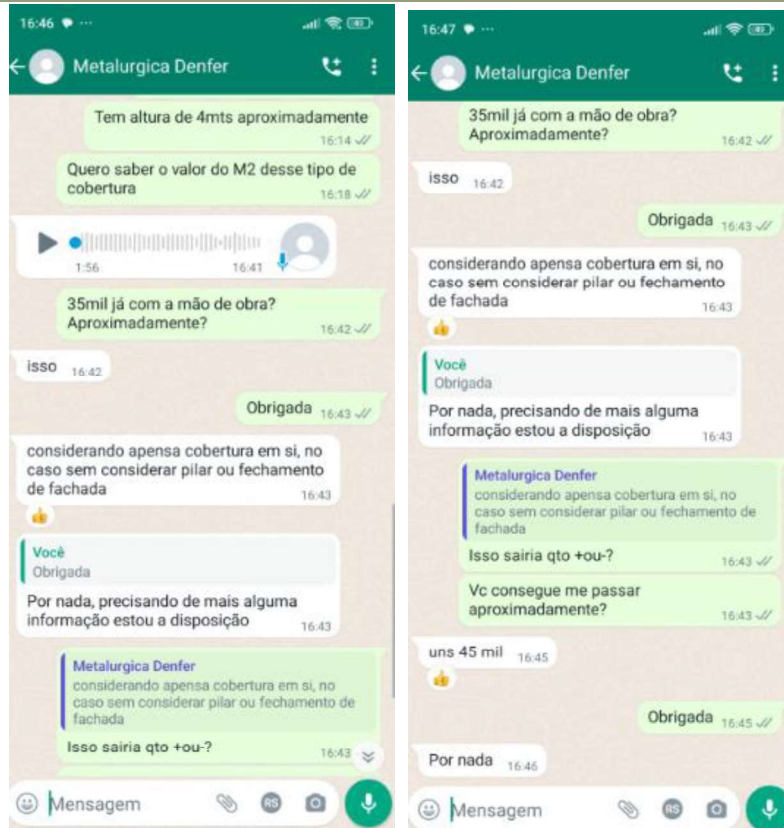 16:46 ...
Metalurgica Denfer
Tem altura de 4mts aproximadamente
16:14
Quero saber o valor do M2 desse tipo de
cobertura
16:18
1:56
16:41
35mil já com a mão de obra?
Aproximadamente?
16:42
isso
16:42
Obrigada
16:43
considerando apensa cobertura em si, no
caso sem considerar pilar ou fechamento
de fachada
16:43
Você
Obrigada
Por nada, precisando de mais alguma
informação estou a disposição
16:43
Metalurgica Denfer
considerando apensa cobertura em si, no
caso sem considerar pilar ou fechamento de
fachada
Isso sairia qto +ou-?
16:43
Mensagem
R$
16:47 ...
Metalurgica Denfer
35mil já com a mão de obra?
Aproximadamente?
16:42
isso
16:42
Obrigada
16:43
considerando apensa cobertura em si, no
caso sem considerar pilar ou fechamento
de fachada
16:43
Você
Obrigada
Por nada, precisando de mais alguma
informação estou a disposição
16:43
Metalurgica Denfer
considerando apensa cobertura em si, no
caso sem considerar pilar ou fechamento de
fachada
Isso sairia qto +ou-?
16:43
Vc consegue me passar
aproximadamente?
16:43
uns 45 mil
16:45
Obrigada
16:45
Por nada
16:46
Mensagem
R$